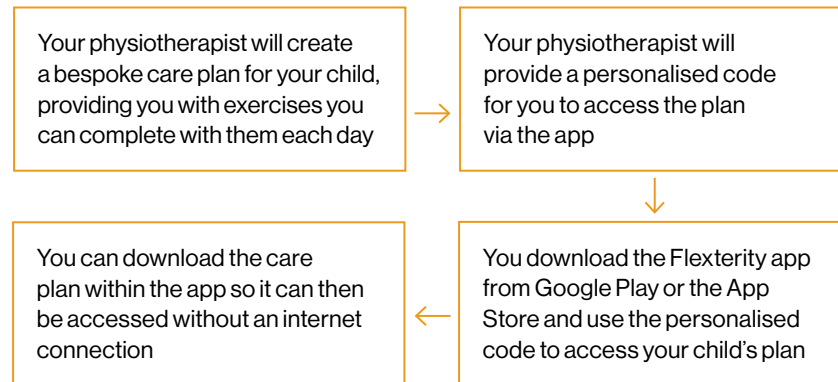 Your physiotherapist will create
a bespoke care plan for your child,
providing you with exercises you
can complete with them each day
Your physiotherapist will
provide a personalised code
for you to access the plan
via the app
You download the Flexterity app
from Google Play or the App
Store and use the personalised
code to access your child’s plan
You can download the care
plan within the app so it can then
be accessed without an internet
connection